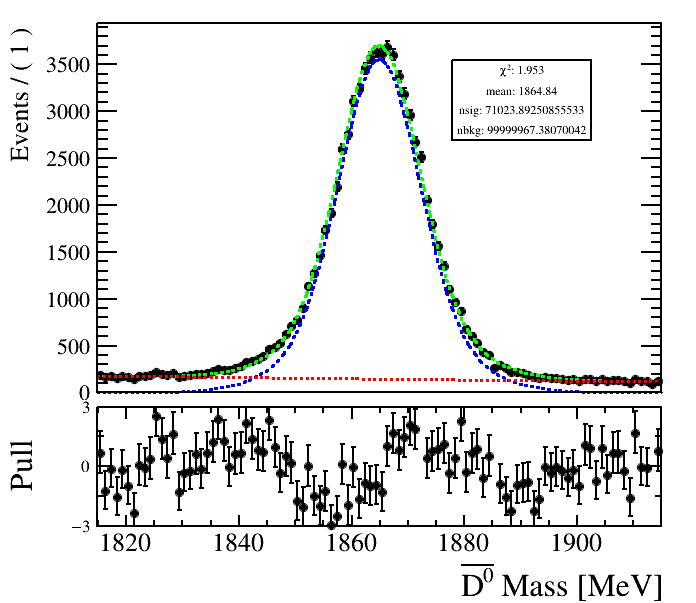 Events / ( 1 )
3500
3000
2500
2000
1500
1000
500
0
χ²: 1.953
mean: 1864.84
nsig: 71023.89250855533
nbkg: 99999967.38070042
Pull
3
0
−3
1820 1840 1860 1880 1900
D⁰ Mass [MeV]